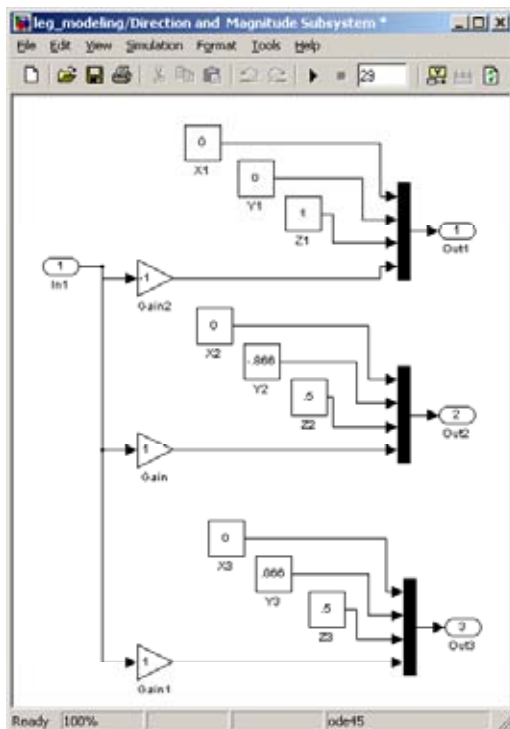 leg_modeling/Direction and Magnitude Subsystem *
File Edit View Simulation Format Tools Help
29
0
X1
0
Y1
1
Z1
1
Out1
1
In1
-1
Gain2
0
X2
-.866
Y2
.5
Z2
2
Out2
1
Gain
0
X3
.866
Y3
.5
Z3
3
Out3
1
Gain1
Ready 100% ode45